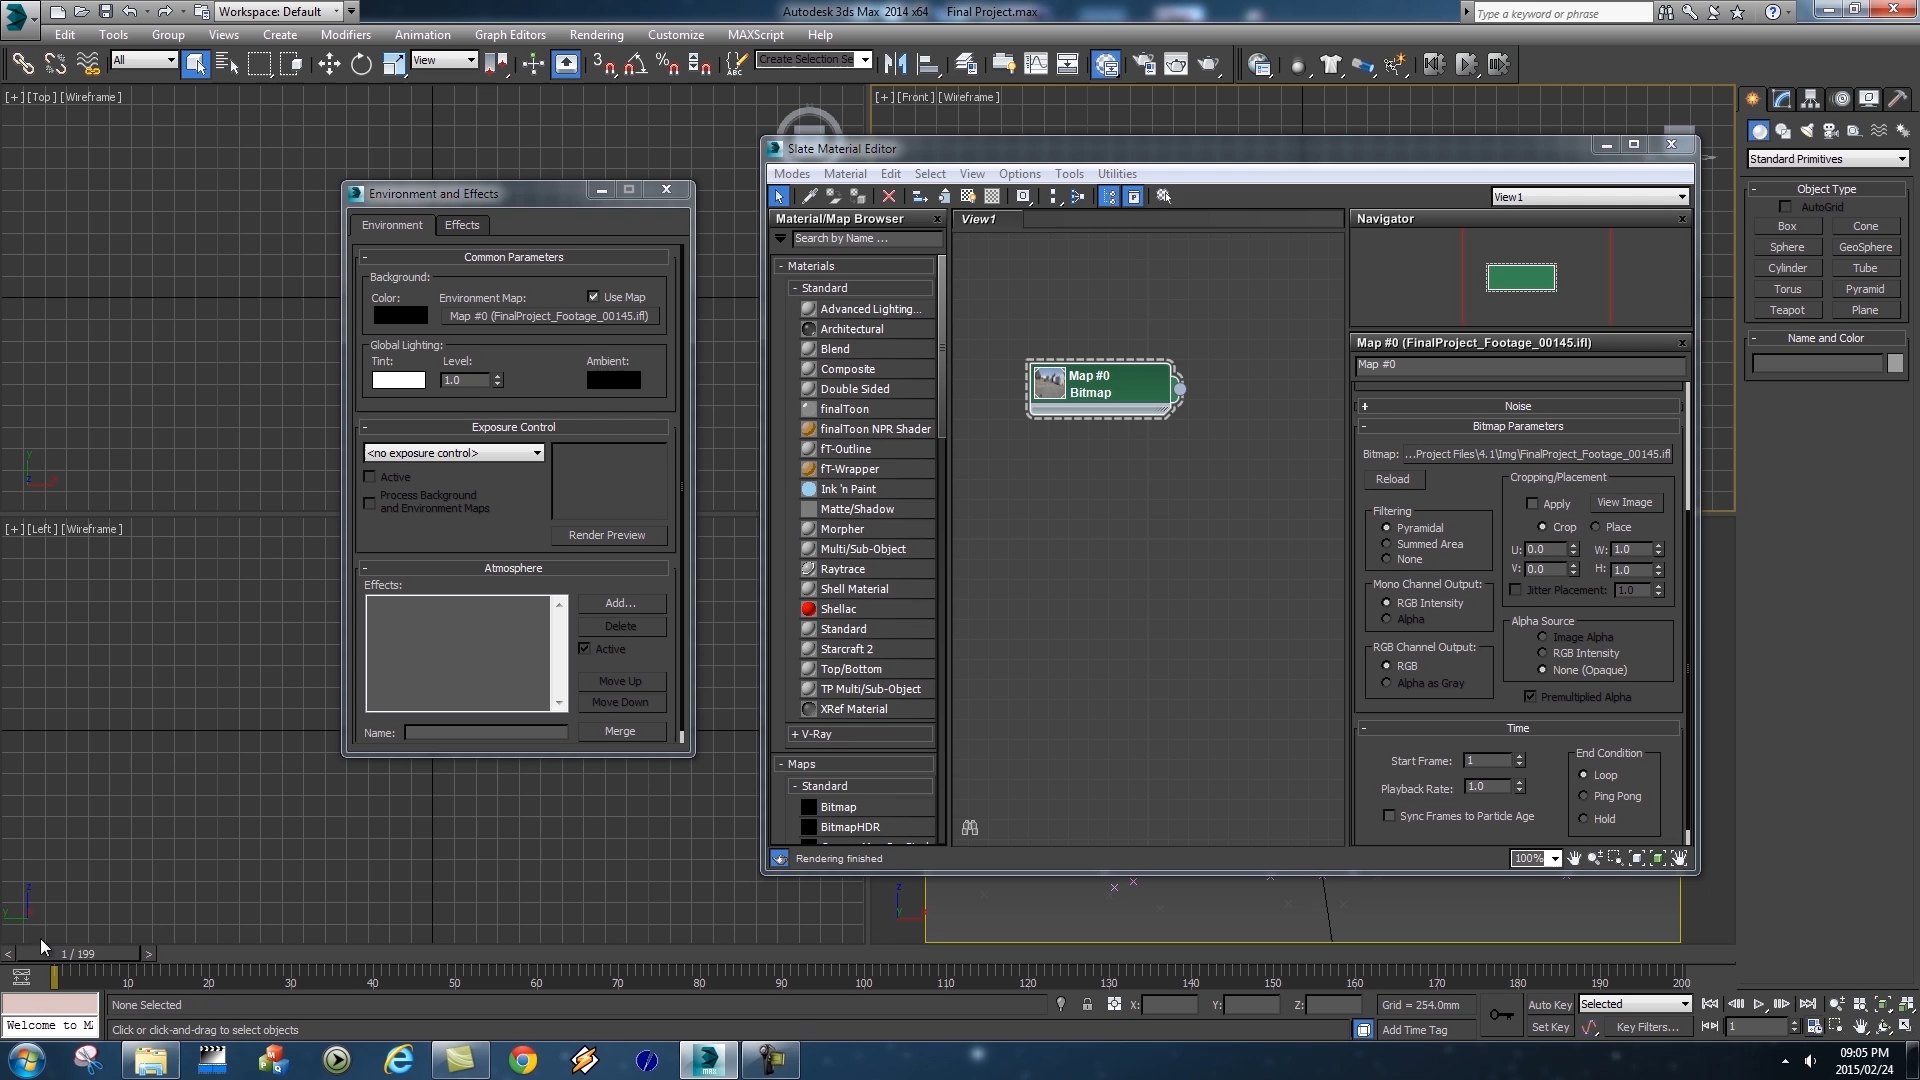 Workspace: Default
Autodesk 3ds Max 2014 x64 Final Project.max
Type a keyword or phrase
Edit Tools Group Views Create Modifiers Animation Graph Editors Rendering Customize MAXScript Help
All
View
Create Selection Se
[+] [Top] [Wireframe]
[+] [Front] [Wireframe]
[+] [Left] [Wireframe]
Environment and Effects
Environment Effects
- Common Parameters
Background:
Color: Environment Map: Use Map
Map #0 (FinalProject_Footage_00145.ifl)
Global Lighting:
Tint: Level: Ambient:
1.0
- Exposure Control
<no exposure control>
Active
Process Background
and Environment Maps
Render Preview
- Atmosphere
Effects:
Add...
Delete
Active
Move Up
Move Down
Name: Merge
Slate Material Editor
Modes Material Edit Select View Options Tools Utilities
View1
Material/Map Browser
Search by Name ...
- Materials
- Standard
Advanced Lighting...
Architectural
Blend
Composite
Double Sided
finalToon
finalToon NPR Shader
fT-Outline
fT-Wrapper
Ink 'n Paint
Matte/Shadow
Morpher
Multi/Sub-Object
Raytrace
Shell Material
Shellac
Standard
Starcraft 2
Top/Bottom
TP Multi/Sub-Object
XRef Material
+ V-Ray
- Maps
- Standard
Bitmap
BitmapHDR
Rendering finished
View1
Map #0
Bitmap
Navigator
Map #0 (FinalProject_Footage_00145.ifl)
Map #0
+ Noise
- Bitmap Parameters
Bitmap: ...Project Files\4.1\Img\FinalProject_Footage_00145.ifl
Reload
Cropping/Placement
Apply View Image
Crop Place
U: 0.0 W: 1.0
V: 0.0 H: 1.0
Jitter Placement: 1.0
Filtering
Pyramidal
Summed Area
None
Mono Channel Output:
RGB Intensity
Alpha
RGB Channel Output:
RGB
Alpha as Gray
Alpha Source
Image Alpha
RGB Intensity
None (Opaque)
Premultiplied Alpha
- Time
Start Frame: 1
Playback Rate: 1.0
Sync Frames to Particle Age
End Condition
Loop
Ping Pong
Hold
100%
Standard Primitives
- Object Type
AutoGrid
Box Cone
Sphere GeoSphere
Cylinder Tube
Torus Pyramid
Teapot Plane
- Name and Color
< 1 / 199 >
10 20 30 40 50 60 70 80 90 100 110 120 130 140 150 160 170 180 190 200
None Selected
X: Y: Z: Grid = 254.0mm
Auto Key Selected
Welcome to
Click or click-and-drag to select objects
Add Time Tag
Set Key Key Filters...
1
MAX
09:05 PM
2015/02/24